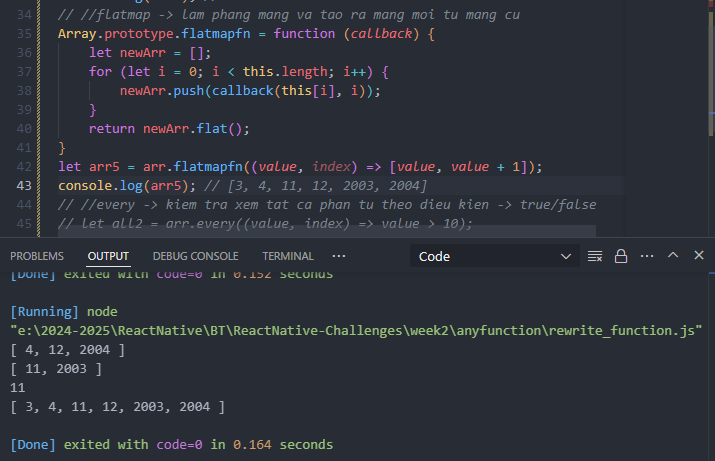 34 // //flatmap -> lam phang mang va tao ra mang moi tu mang cu
35 Array.prototype.flatmapfn = function (callback) {
36 let newArr = [];
37 for (let i = 0; i < this.length; i++) {
38 newArr.push(callback(this[i], i));
39 }
40 return newArr.flat();
41 }
42 let arr5 = arr.flatmapfn((value, index) => [value, value + 1]);
43 console.log(arr5); // [3, 4, 11, 12, 2003, 2004]
44 // //every -> kiem tra xem tat ca phan tu theo dieu kien -> true/false
45 // let all2 = arr.every((value, index) => value > 10);
PROBLEMS OUTPUT DEBUG CONSOLE TERMINAL ... Code
[Done] exited with code=0 in 0.152 seconds
[Running] node
"e:\2024-2025\ReactNative\BT\ReactNative-Challenges\week2\anyfunction\rewrite_function.js"
[ 4, 12, 2004 ]
[ 11, 2003 ]
11
[ 3, 4, 11, 12, 2003, 2004 ]
[Done] exited with code=0 in 0.164 seconds